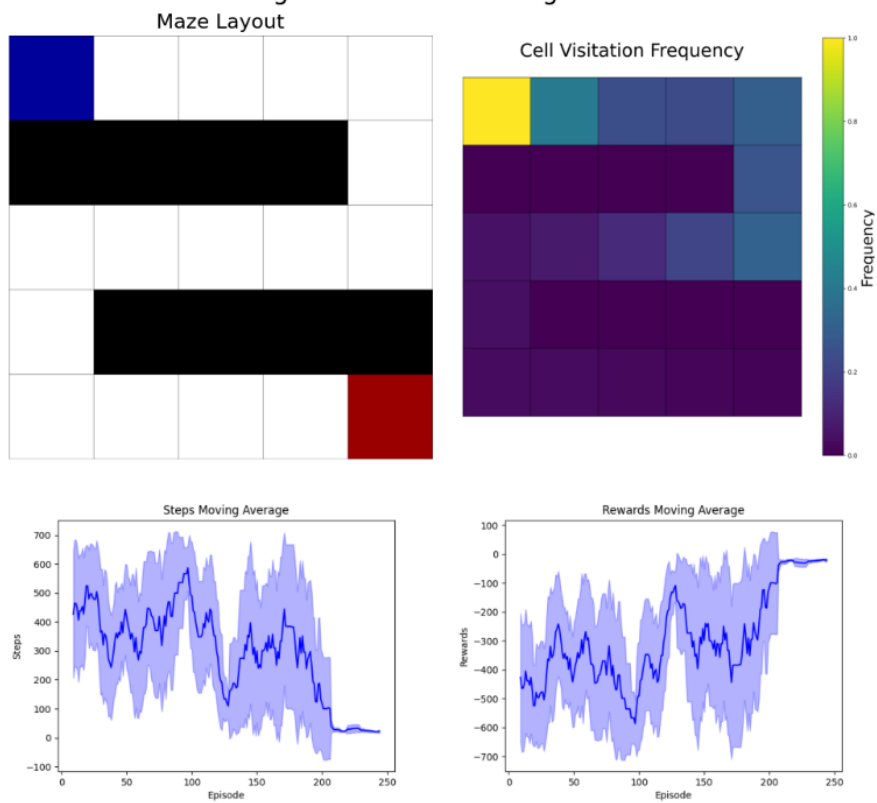 Maze Layout
Cell Visitation Frequency
1.0
0.8
0.6
0.4
0.2
0.0
Frequency
Steps Moving Average
700
600
500
400
300
200
100
0
−100
Steps
0 50 100 150 200 250
Episode
Rewards Moving Average
100
0
−100
−200
−300
−400
−500
−600
−700
Rewards
0 50 100 150 200 250
Episode